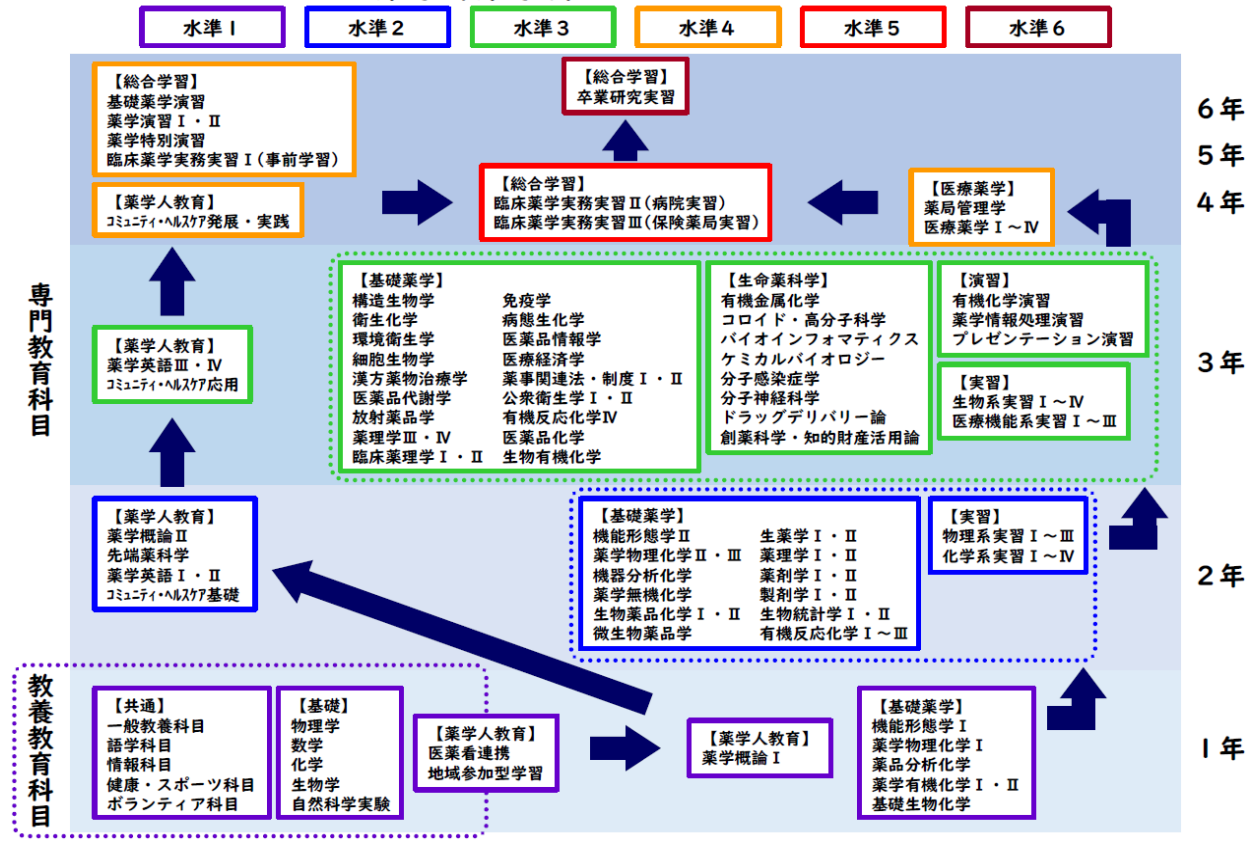 水準Ⅰ
水準2
水準3
水準4
水準5
水準6
【総合学習】
基礎薬学演習
薬学演習Ⅰ・Ⅱ
薬学特別演習
臨床薬学実務実習Ⅰ(事前学習)
【総合学習】
卒業研究実習
6年
5年
4年
【薬学人教育】
コミュニティ・ヘルスケア発展・実践
【総合学習】
臨床薬学実務実習Ⅱ(病院実習)
臨床薬学実務実習Ⅲ(保険薬局実習)
【医療薬学】
薬局管理学
医療薬学Ⅰ～Ⅳ
専門教育科目
【薬学人教育】
薬学英語Ⅲ・Ⅳ
コミュニティ・ヘルスケア応用
【基礎薬学】
構造生物学
衛生化学
環境衛生学
細胞生物学
漢方薬物治療学
医薬品代謝学
放射薬品学
薬理学Ⅲ・Ⅳ
臨床薬理学Ⅰ・Ⅱ
免疫学
病態生化学
医薬品情報学
医療経済学
薬事関連法・制度Ⅰ・Ⅱ
公衆衛生学Ⅰ・Ⅱ
有機反応化学Ⅳ
医薬品化学
生物有機化学
【生命薬科学】
有機金属化学
コロイド・高分子科学
バイオインフォマティクス
ケミカルバイオロジー
分子感染症学
分子神経科学
ドラッグデリバリー論
創薬科学・知的財産活用論
【演習】
有機化学演習
薬学情報処理演習
プレゼンテーション演習
【実習】
生物系実習Ⅰ～Ⅳ
医療機能系実習Ⅰ～Ⅲ
3年
【薬学人教育】
薬学概論Ⅱ
先端薬科学
薬学英語Ⅰ・Ⅱ
コミュニティ・ヘルスケア基礎
【基礎薬学】
機能形態学Ⅱ
薬学物理化学Ⅱ・Ⅲ
機器分析化学
薬学無機化学
生物薬品化学Ⅰ・Ⅱ
微生物薬品学
生薬学Ⅰ・Ⅱ
薬理学Ⅰ・Ⅱ
薬剤学Ⅰ・Ⅱ
製剤学Ⅰ・Ⅱ
生物統計学Ⅰ・Ⅱ
有機反応化学Ⅰ～Ⅲ
【実習】
物理系実習Ⅰ～Ⅲ
化学系実習Ⅰ～Ⅳ
2年
教養教育科目
【共通】
一般教養科目
語学科目
情報科目
健康・スポーツ科目
ボランティア科目
【基礎】
物理学
数学
化学
生物学
自然科学実験
【薬学人教育】
医薬看連携
地域参加型学習
【薬学人教育】
薬学概論Ⅰ
【基礎薬学】
機能形態学Ⅰ
薬学物理化学Ⅰ
薬品分析化学
薬学有機化学Ⅰ・Ⅱ
基礎生物化学
Ⅰ年